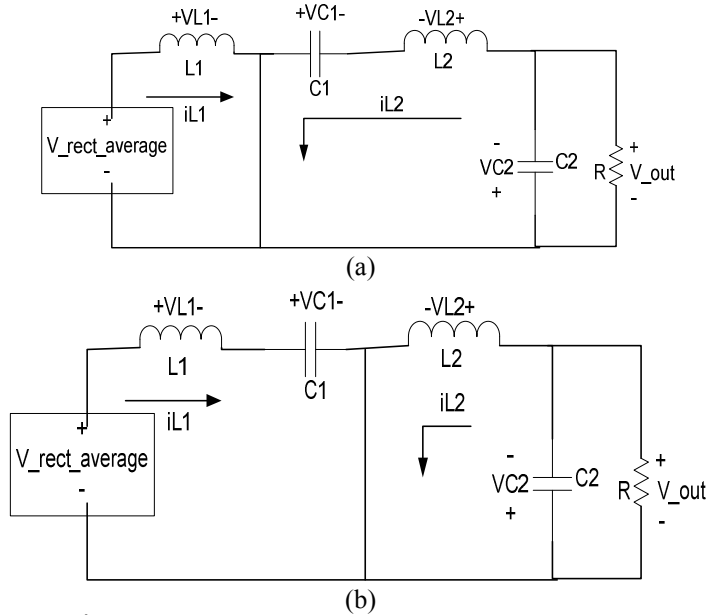 +VL1-
+VC1-
-VL2+
L1
C1
L2
iL1
iL2
+
V_rect_average
-
-
VC2
+
C2
R
+
V_out
-
(a)
+VL1-
+VC1-
-VL2+
L1
C1
L2
iL1
iL2
+
V_rect_average
-
-
VC2
+
C2
R
+
V_out
-
(b)